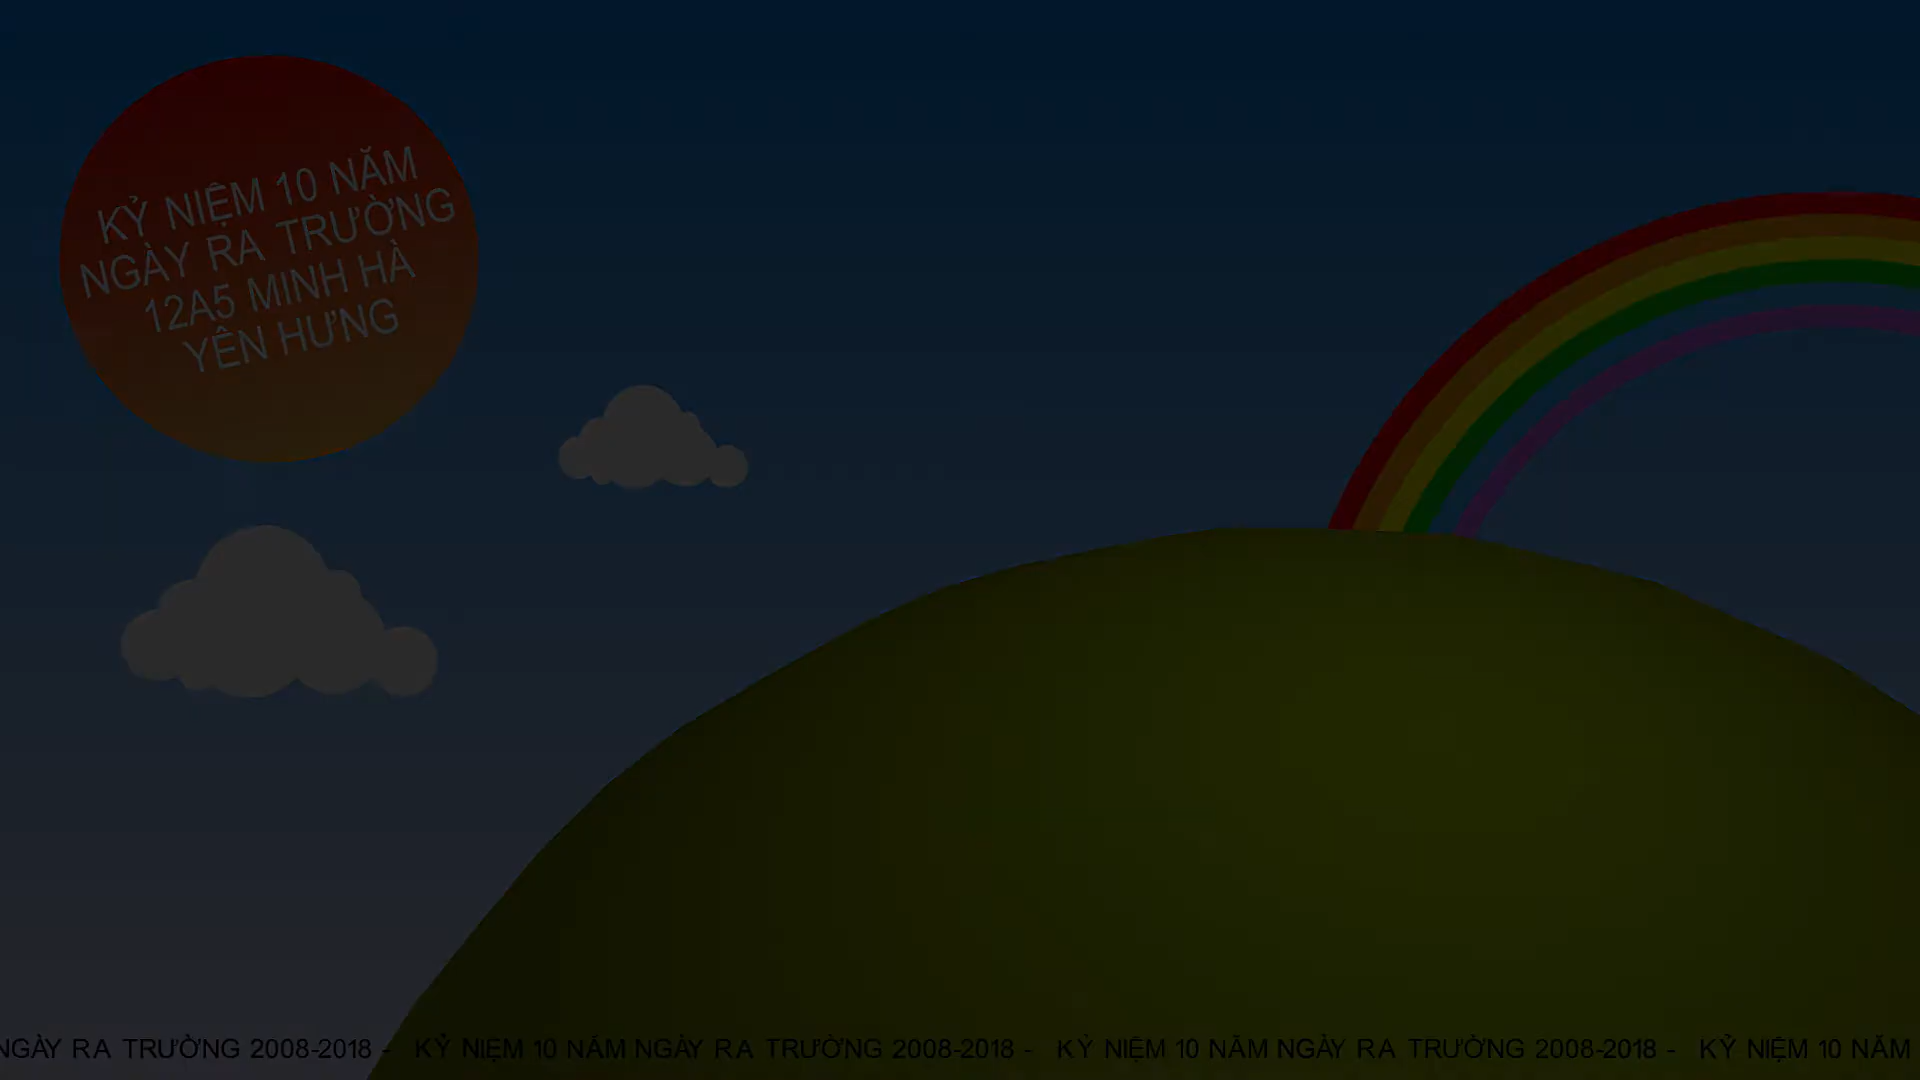 KỶ NIỆM 10 NĂM
NGÀY RA TRƯỜNG
12A5 MINH HÀ
YÊN HƯNG
NGÀY RA TRƯỜNG 2008-2018 - KỶ NIỆM 10 NĂM NGÀY RA TRƯỜNG 2008-2018 - KỶ NIỆM 10 NĂM NGÀY RA TRƯỜNG 2008-2018 - KỶ NIỆM 10 NĂM